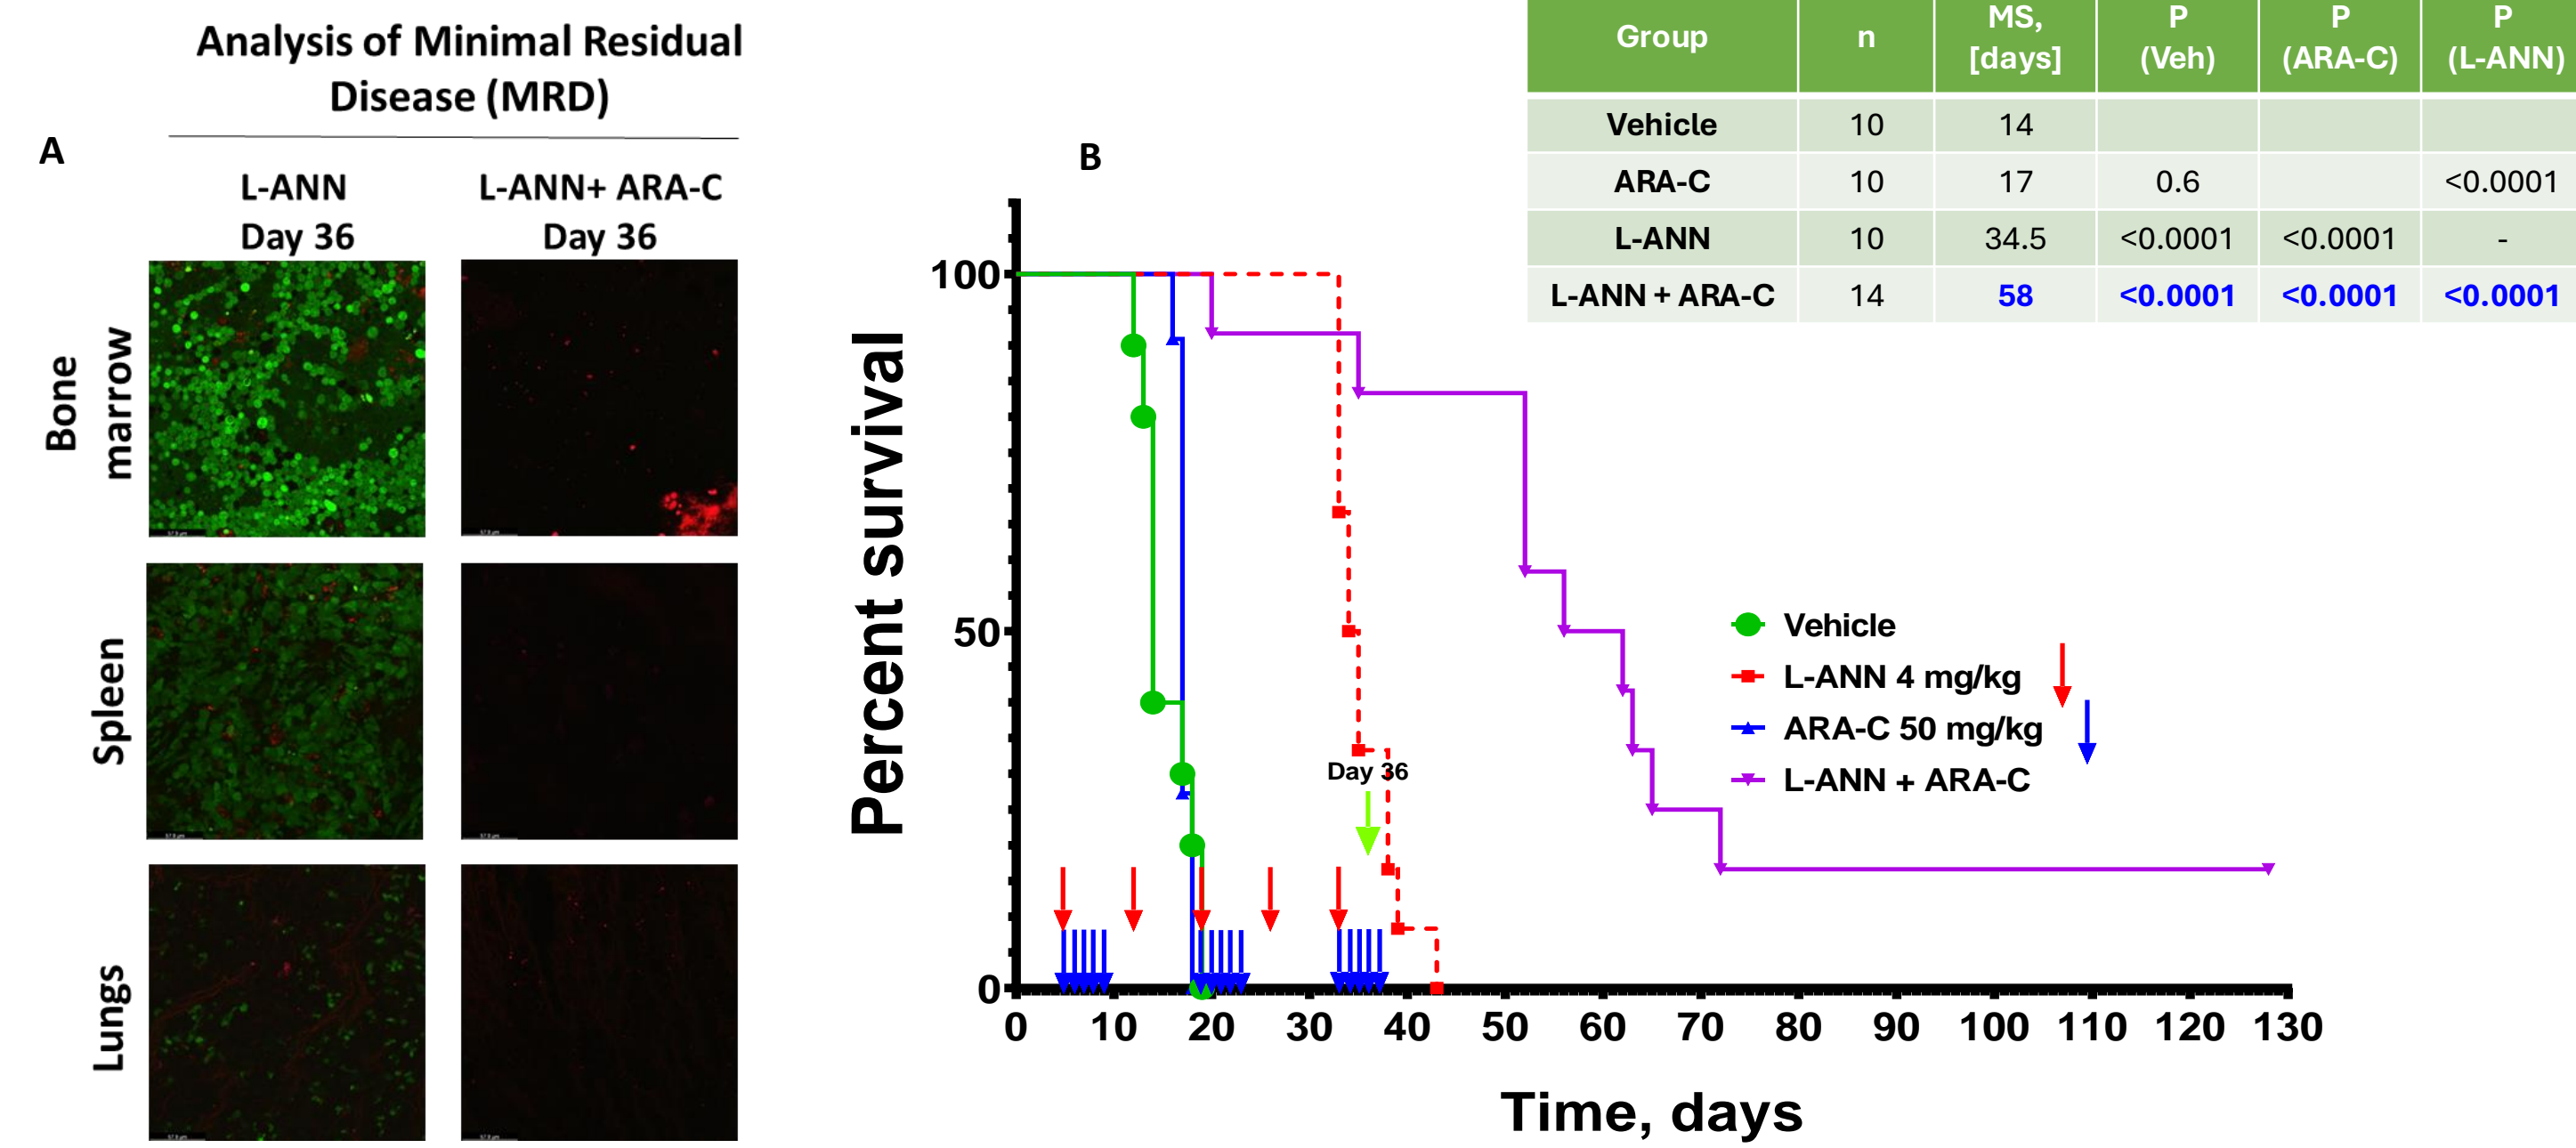 Analysis of Minimal Residual
Disease (MRD)
A
L-ANN
Day 36
L-ANN+ ARA-C
Day 36
Bone
marrow
Spleen
Lungs
B
Group n MS, [days] P (Veh) P (ARA-C) P (L-ANN)
Vehicle 10 14
ARA-C 10 17 0.6 <0.0001
L-ANN 10 34.5 <0.0001 <0.0001 -
L-ANN + ARA-C 14 58 <0.0001 <0.0001 <0.0001
Percent survival
100
50
0
Day 36
Vehicle
L-ANN 4 mg/kg
ARA-C 50 mg/kg
L-ANN + ARA-C
0 10 20 30 40 50 60 70 80 90 100 110 120 130
Time, days